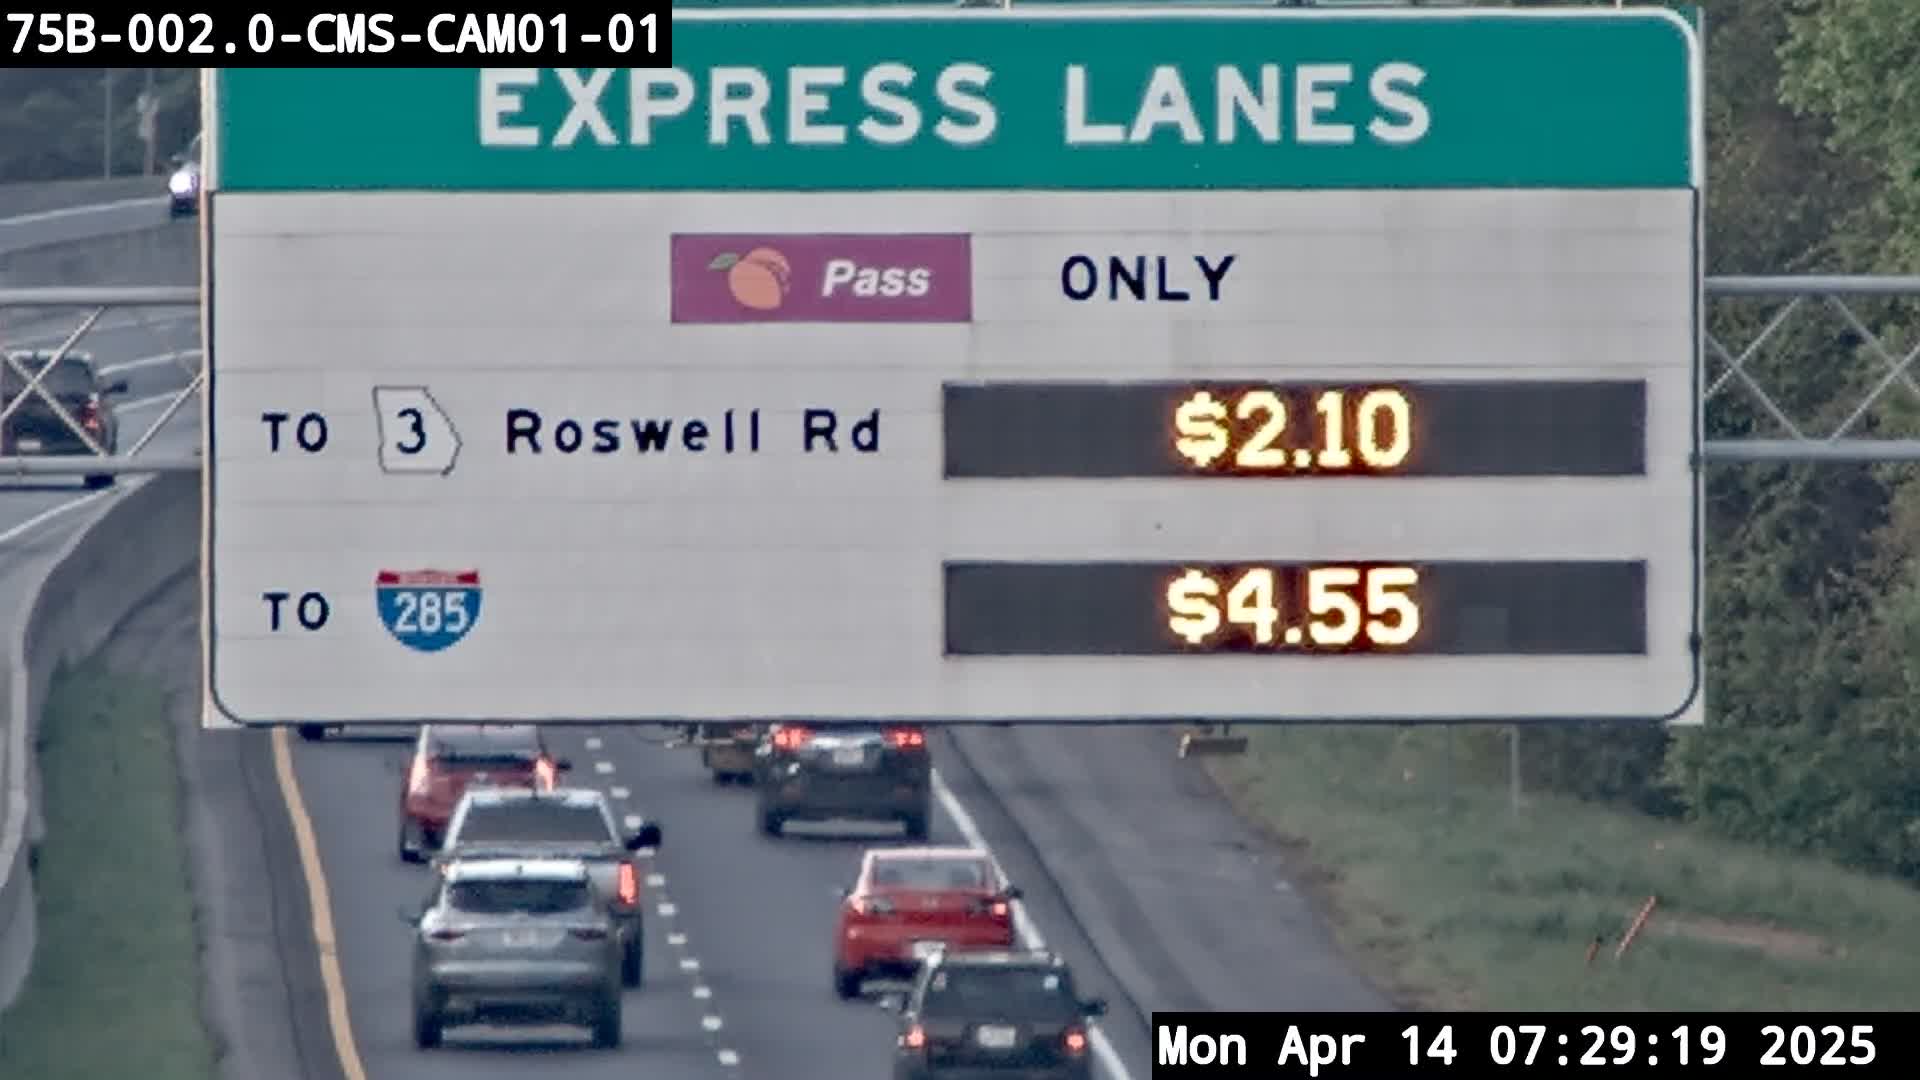 75B-002.0-CMS-CAM01-01
EXPRESS LANES
Pass ONLY
TO 3 Roswell Rd $2.10
TO 285 $4.55
Mon Apr 14 07:29:19 2025